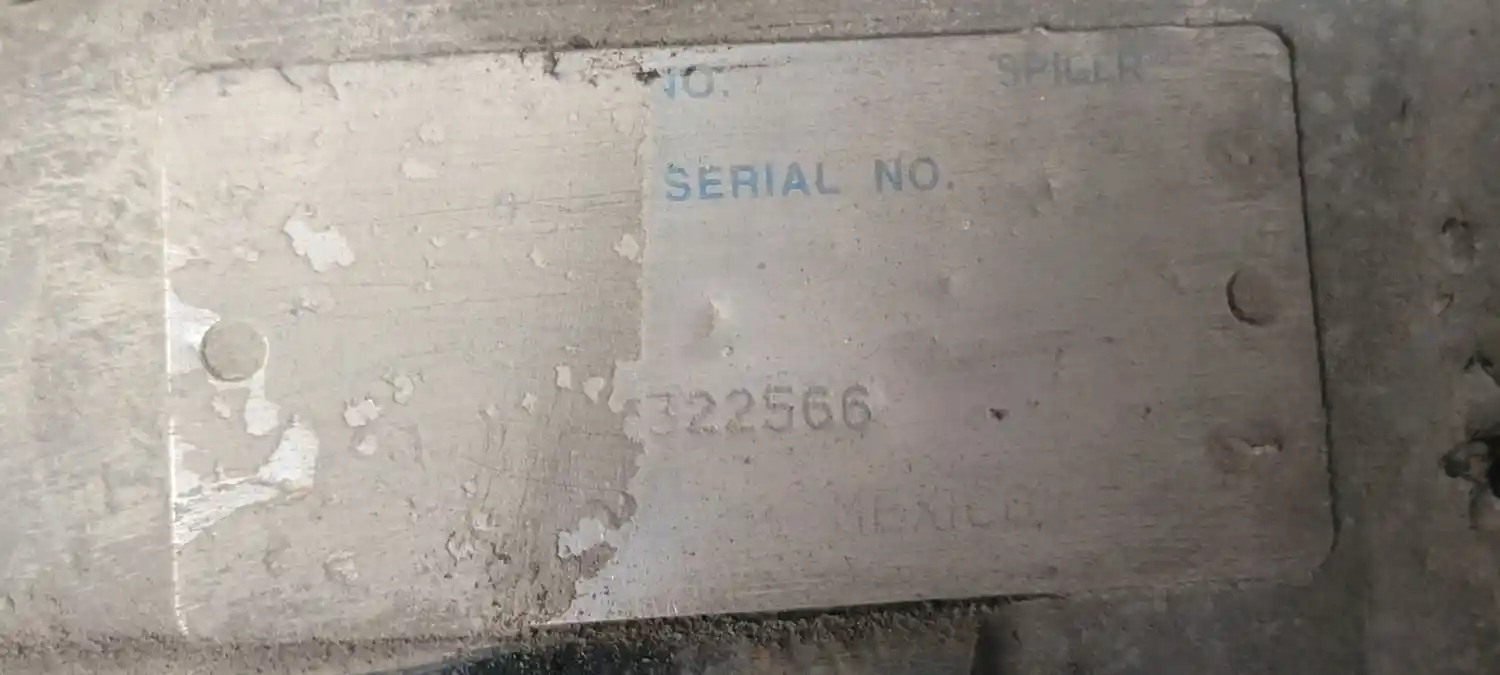 NO. SPICER
SERIAL NO.
322566
MEXICO